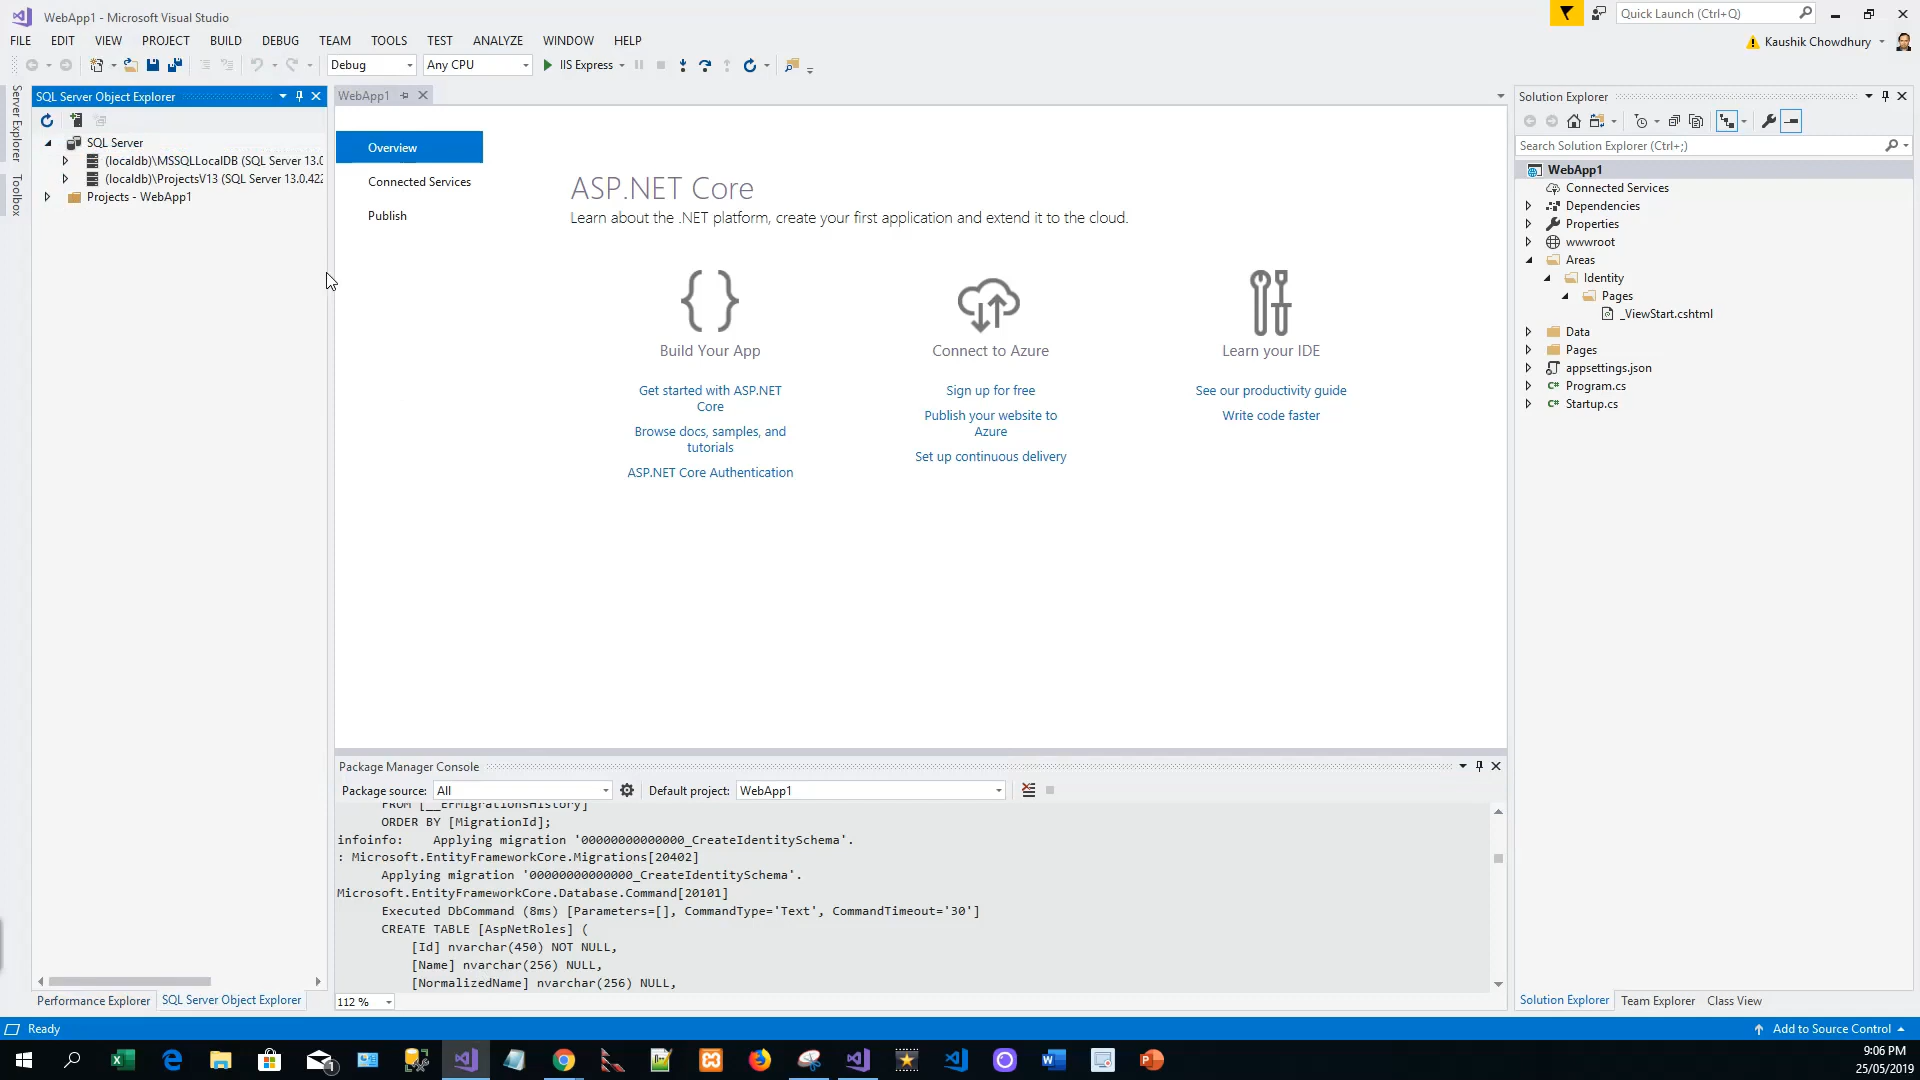 WebApp1 - Microsoft Visual Studio
Quick Launch (Ctrl+Q)
FILE EDIT VIEW PROJECT BUILD DEBUG TEAM TOOLS TEST ANALYZE WINDOW HELP
Kaushik Chowdhury
Debug Any CPU IIS Express
Server Explorer
Toolbox
SQL Server Object Explorer
SQL Server
(localdb)\MSSQLLocalDB (SQL Server 13.0
(localdb)\ProjectsV13 (SQL Server 13.0.422
Projects - WebApp1
Performance Explorer
SQL Server Object Explorer
WebApp1
Overview
Connected Services
Publish
ASP.NET Core
Learn about the .NET platform, create your first application and extend it to the cloud.
Build Your App
Get started with ASP.NET
Core
Browse docs, samples, and
tutorials
ASP.NET Core Authentication
Connect to Azure
Sign up for free
Publish your website to
Azure
Set up continuous delivery
Learn your IDE
See our productivity guide
Write code faster
Package Manager Console
Package source: All Default project: WebApp1
FROM [__EFMigrationsHistory]
ORDER BY [MigrationId];
infoinfo: Applying migration '00000000000000_CreateIdentitySchema'.
: Microsoft.EntityFrameworkCore.Migrations[20402]
Applying migration '00000000000000_CreateIdentitySchema'.
Microsoft.EntityFrameworkCore.Database.Command[20101]
Executed DbCommand (8ms) [Parameters=[], CommandType='Text', CommandTimeout='30']
CREATE TABLE [AspNetRoles] (
[Id] nvarchar(450) NOT NULL,
[Name] nvarchar(256) NULL,
[NormalizedName] nvarchar(256) NULL,
112 %
Solution Explorer
Search Solution Explorer (Ctrl+;)
WebApp1
Connected Services
Dependencies
Properties
wwwroot
Areas
Identity
Pages
_ViewStart.cshtml
Data
Pages
appsettings.json
C# Program.cs
C# Startup.cs
Solution Explorer Team Explorer Class View
Ready
Add to Source Control
1
9:06 PM
25/05/2019